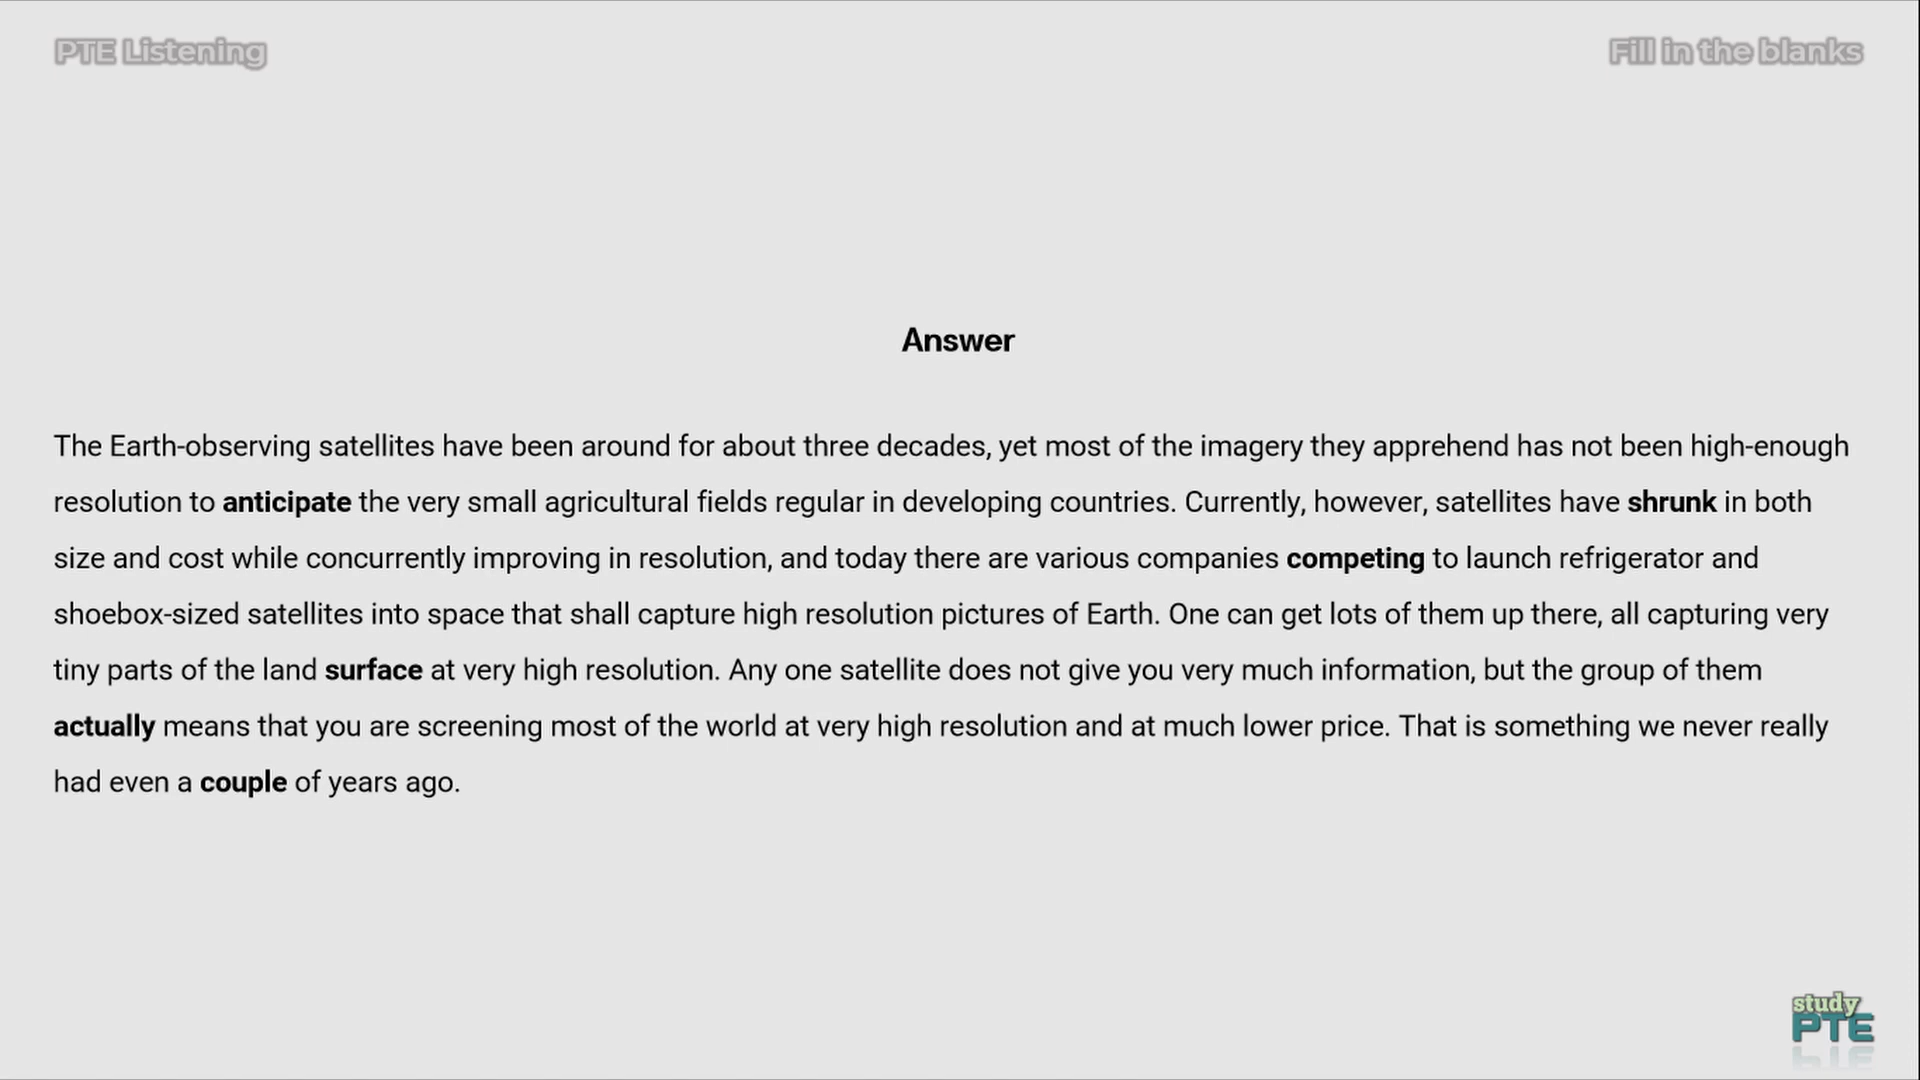 PTE Listening
Fill in the blanks
Answer
The Earth-observing satellites have been around for about three decades, yet most of the imagery they apprehend has not been high-enough
resolution to anticipate the very small agricultural fields regular in developing countries. Currently, however, satellites have shrunk in both
size and cost while concurrently improving in resolution, and today there are various companies competing to launch refrigerator and
shoebox-sized satellites into space that shall capture high resolution pictures of Earth. One can get lots of them up there, all capturing very
tiny parts of the land surface at very high resolution. Any one satellite does not give you very much information, but the group of them
actually means that you are screening most of the world at very high resolution and at much lower price. That is something we never really
had even a couple of years ago.
study
PTE